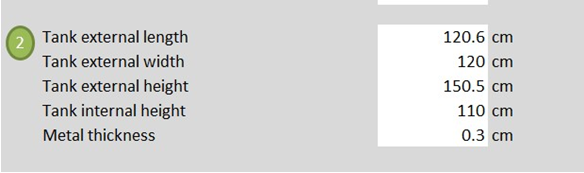 2 Tank external length 120.6 cm
Tank external width 120 cm
Tank external height 150.5 cm
Tank internal height 110 cm
Metal thickness 0.3 cm